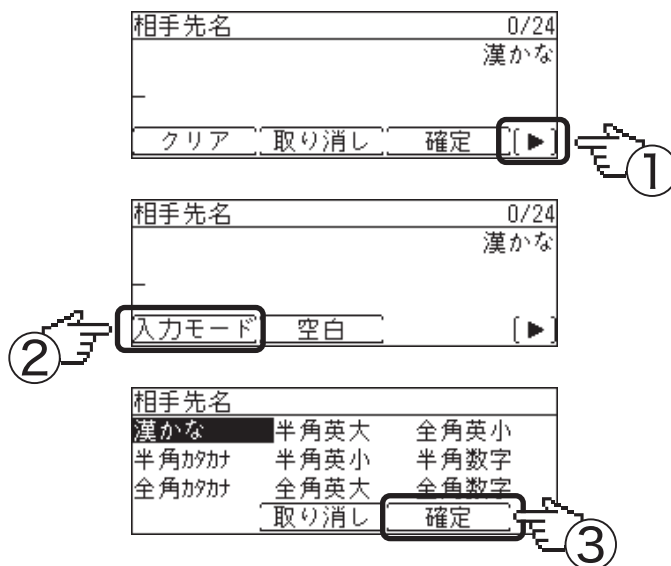 相手先名 0/24
漢かな
_
クリア 取り消し 確定 [▶]
①
相手先名 0/24
漢かな
_
入力モード 空白 [▶]
②
相手先名
漢かな 半角英大 全角英小
半角カタカナ 半角英小 半角数字
全角カタカナ 全角英大 全角数字
取り消し 確定
③